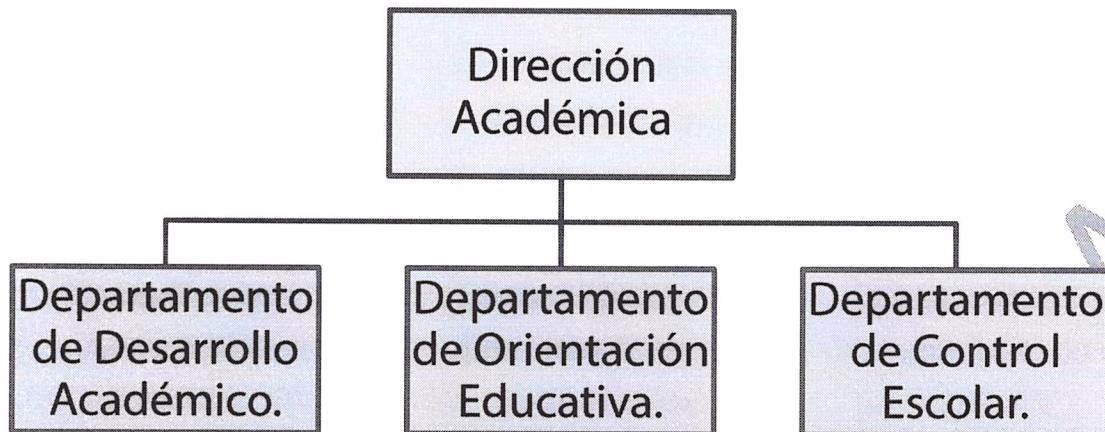 Dirección
Académica
Departamento
de Desarrollo
Académico.
Departamento
de Orientación
Educativa.
Departamento
de Control
Escolar.